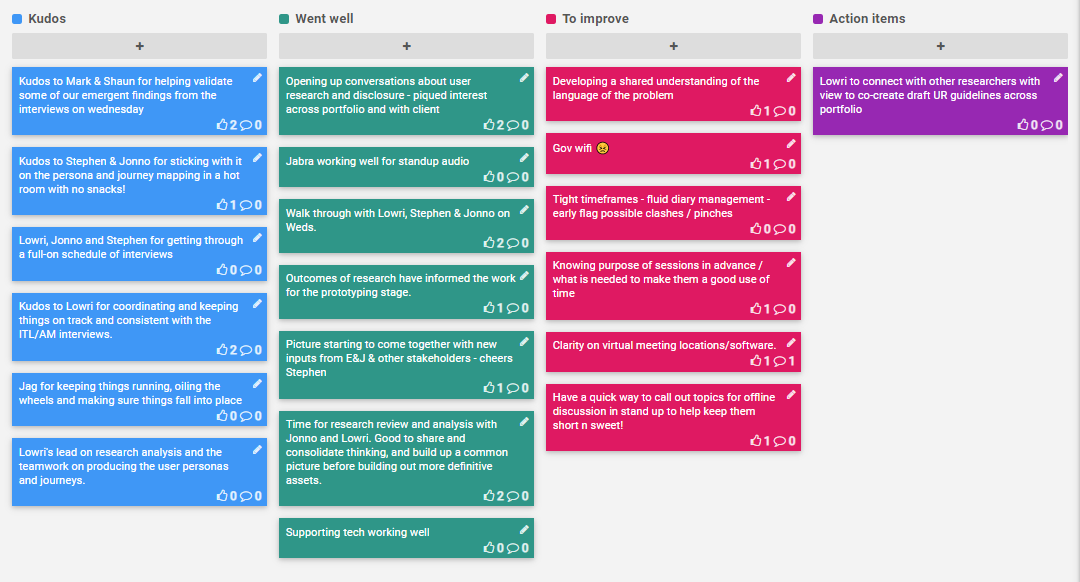 Kudos
+
Kudos to Mark & Shaun for helping validate
some of our emergent findings from the
interviews on wednesday
2 0
Kudos to Stephen & Jonno for sticking with it
on the persona and journey mapping in a hot
room with no snacks!
1 0
Lowri, Jonno and Stephen for getting through
a full-on schedule of interviews
0 0
Kudos to Lowri for coordinating and keeping
things on track and consistent with the
ITL/AM interviews.
2 0
Jag for keeping things running, oiling the
wheels and making sure things fall into place
0 0
Lowri's lead on research analysis and the
teamwork on producing the user personas
and journeys.
0 0
Went well
+
Opening up conversations about user
research and disclosure - piqued interest
across portfolio and with client
2 0
Jabra working well for standup audio
0 0
Walk through with Lowri, Stephen & Jonno on
Weds.
2 0
Outcomes of research have informed the work
for the prototyping stage.
1 0
Picture starting to come together with new
inputs from E&J & other stakeholders - cheers
Stephen
1 0
Time for research review and analysis with
Jonno and Lowri. Good to share and
consolidate thinking, and build up a common
picture before building out more definitive
assets.
2 0
Supporting tech working well
0 0
To improve
+
Developing a shared understanding of the
language of the problem
1 0
Gov wifi 😠
1 0
Tight timeframes - fluid diary management -
early flag possible clashes / pinches
0 0
Knowing purpose of sessions in advance /
what is needed to make them a good use of
time
1 0
Clarity on virtual meeting locations/software.
1 1
Have a quick way to call out topics for offline
discussion in stand up to help keep them
short n sweet!
1 0
Action items
+
Lowri to connect with other researchers with
view to co-create draft UR guidelines across
portfolio
0 0